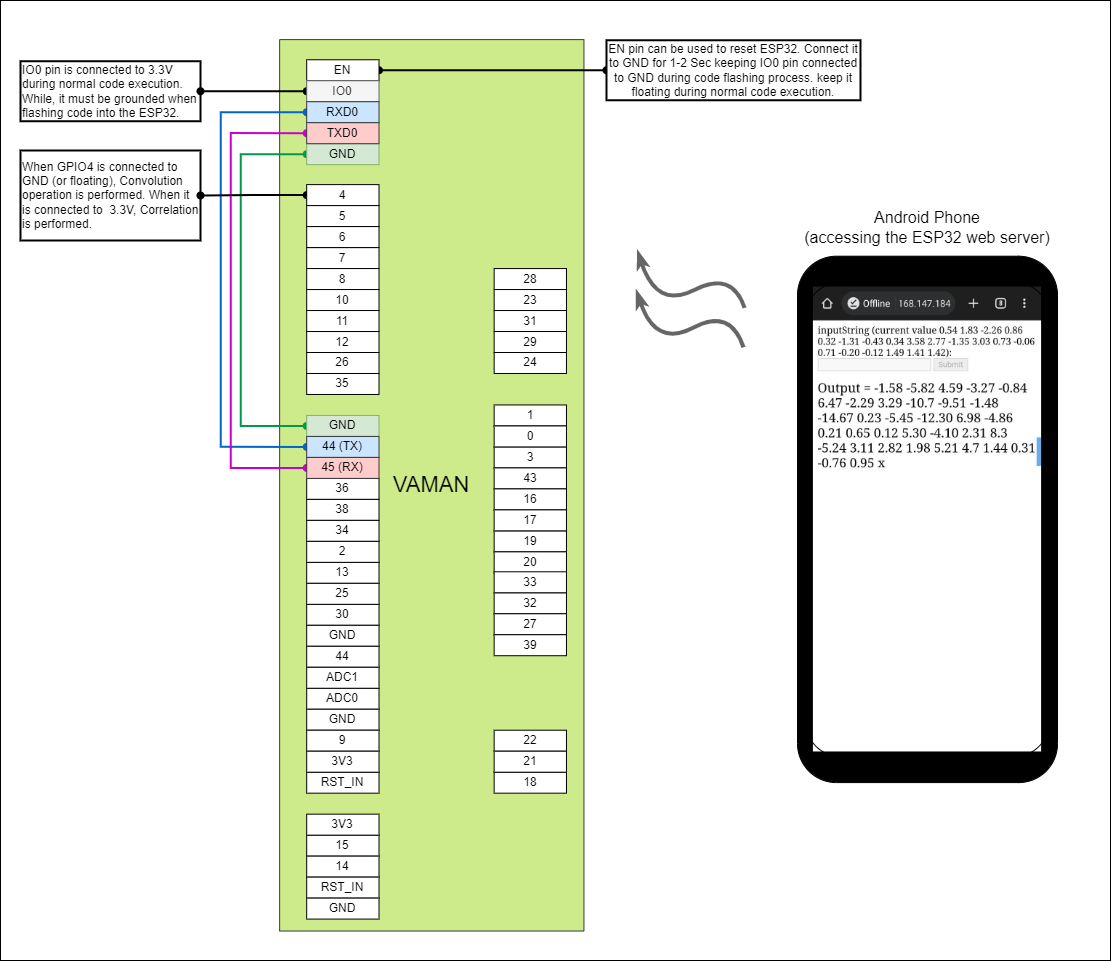 EN pin can be used to reset ESP32. Connect it
to GND for 1-2 Sec keeping IO0 pin connected
to GND during code flashing process. keep it
floating during normal code execution.
IO0 pin is connected to 3.3V
during normal code execution.
While, it must be grounded when
flashing code into the ESP32.
When GPIO4 is connected to
GND (or floating), Convolution
operation is performed. When it
is connected to 3.3V, Correlation
is performed.
EN
IO0
RXD0
TXD0
GND
4
5
6
7
8
10
11
12
26
35
GND
44 (TX)
45 (RX)
36
38
34
2
13
25
30
GND
44
ADC1
ADC0
GND
9
3V3
RST_IN
3V3
15
14
RST_IN
GND
VAMAN
28
23
31
29
24
1
0
3
43
16
17
19
20
33
32
27
39
22
21
18
Android Phone
(accessing the ESP32 web server)
Offline 168.147.184
8
inputString (current value 0.54 1.83 -2.26 0.86
0.32 -1.31 -0.43 0.34 3.58 2.77 -1.35 3.03 0.73 -0.06
0.71 -0.20 -0.12 1.49 1.41 1.42):
Submit
Output = -1.58 -5.82 4.59 -3.27 -0.84
6.47 -2.29 3.29 -10.7 -9.51 -1.48
-14.67 0.23 -5.45 -12.30 6.98 -4.86
0.21 0.65 0.12 5.30 -4.10 2.31 8.3
-5.24 3.11 2.82 1.98 5.21 4.7 1.44 0.31
-0.76 0.95 x